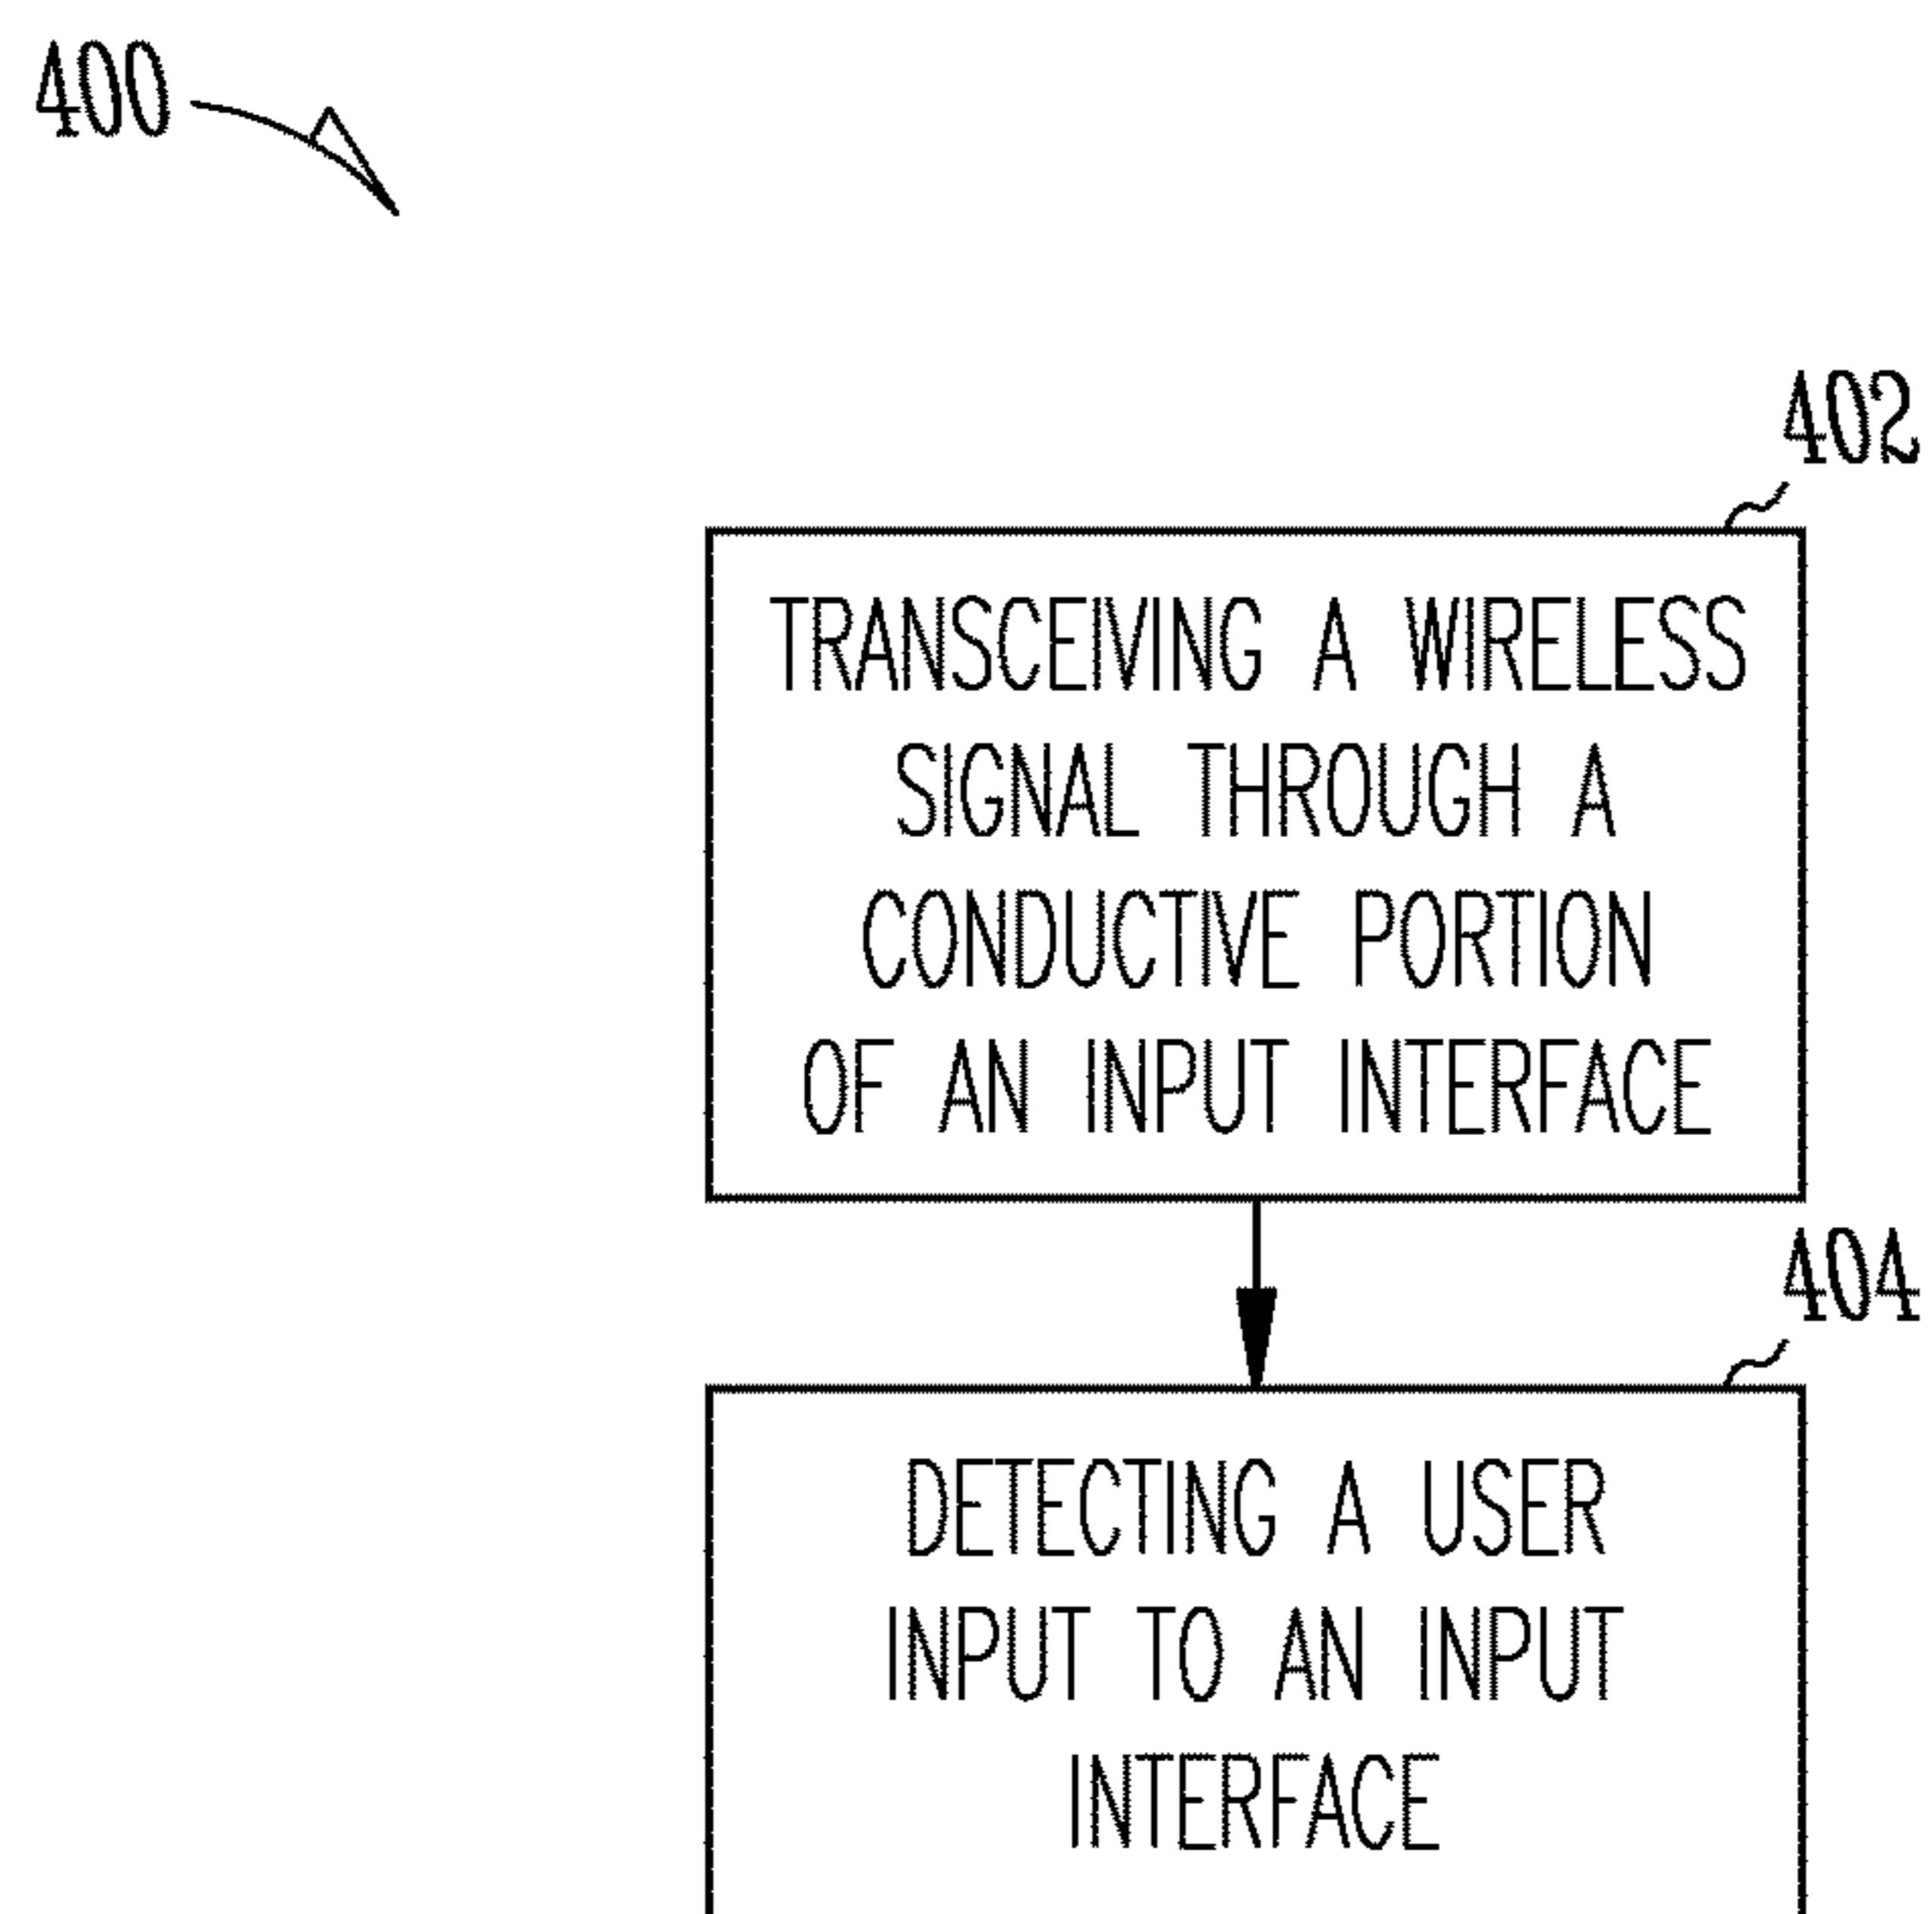 400
402
TRANSCEIVING A WIRELESS
SIGNAL THROUGH A
CONDUCTIVE PORTION
OF AN INPUT INTERFACE
404
DETECTING A USER
INPUT TO AN INPUT
INTERFACE